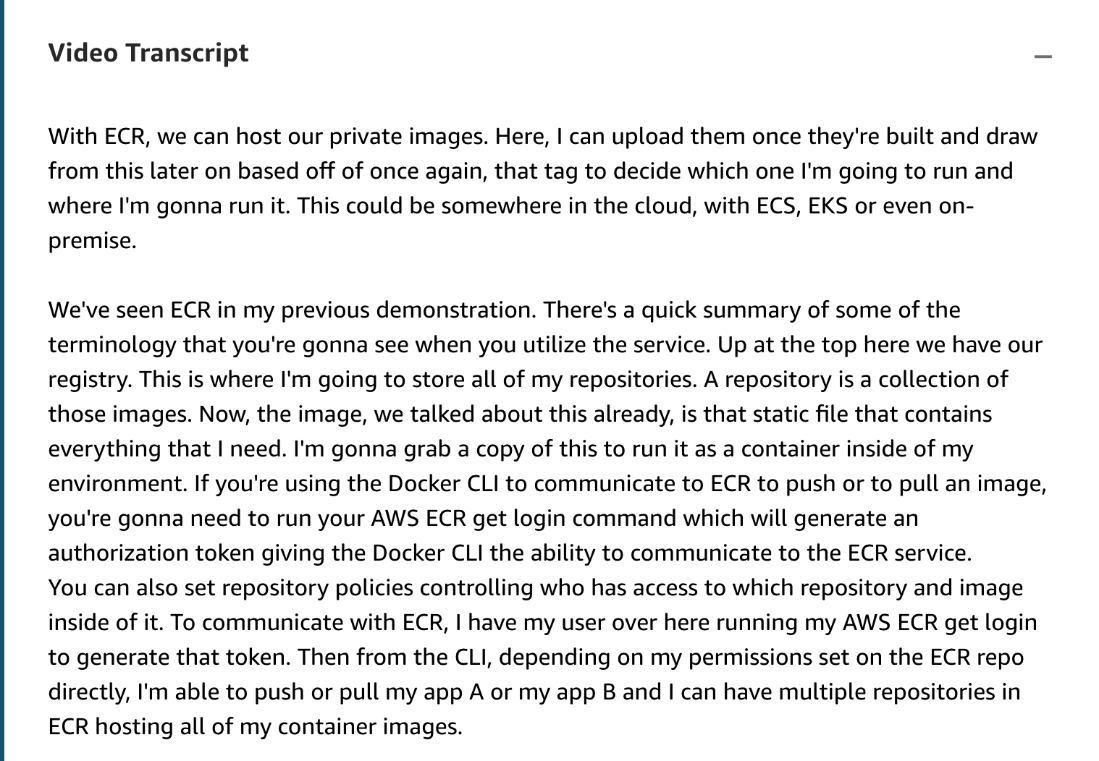 Video Transcript
With ECR, we can host our private images. Here, I can upload them once they're built and draw
from this later on based off of once again, that tag to decide which one I'm going to run and
where I'm gonna run it. This could be somewhere in the cloud, with ECS, EKS or even on-
premise.
We've seen ECR in my previous demonstration. There's a quick summary of some of the
terminology that you're gonna see when you utilize the service. Up at the top here we have our
registry. This is where I'm going to store all of my repositories. A repository is a collection of
those images. Now, the image, we talked about this already, is that static file that contains
everything that I need. I'm gonna grab a copy of this to run it as a container inside of my
environment. If you're using the Docker CLI to communicate to ECR to push or to pull an image,
you're gonna need to run your AWS ECR get login command which will generate an
authorization token giving the Docker CLI the ability to communicate to the ECR service.
You can also set repository policies controlling who has access to which repository and image
inside of it. To communicate with ECR, I have my user over here running my AWS ECR get login
to generate that token. Then from the CLI, depending on my permissions set on the ECR repo
directly, I'm able to push or pull my app A or my app B and I can have multiple repositories in
ECR hosting all of my container images.